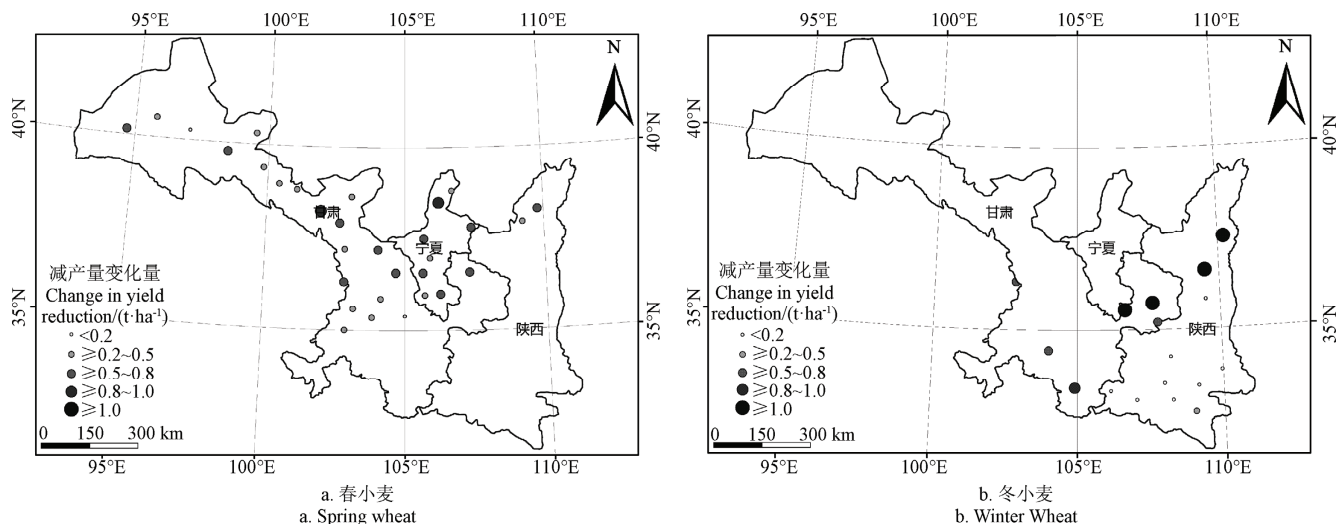 95°E 100°E 105°E 110°E
N
40°N 40°N
甘肃
宁夏
陕西
35°N 35°N
减产量变化量
Change in yield
reduction/(t·ha⁻¹)
<0.2
≥0.2~0.5
≥0.5~0.8
≥0.8~1.0
≥1.0
0 150 300 km
95°E 100°E 105°E 110°E
a. 春小麦
a. Spring wheat
95°E 100°E 105°E 110°E
N
40°N 40°N
甘肃
宁夏
陕西
35°N 35°N
减产量变化量
Change in yield
reduction/(t·ha⁻¹)
<0.2
≥0.2~0.5
≥0.5~0.8
≥0.8~1.0
≥1.0
0 150 300 km
95°E 100°E 105°E 110°E
b. 冬小麦
b. Winter Wheat